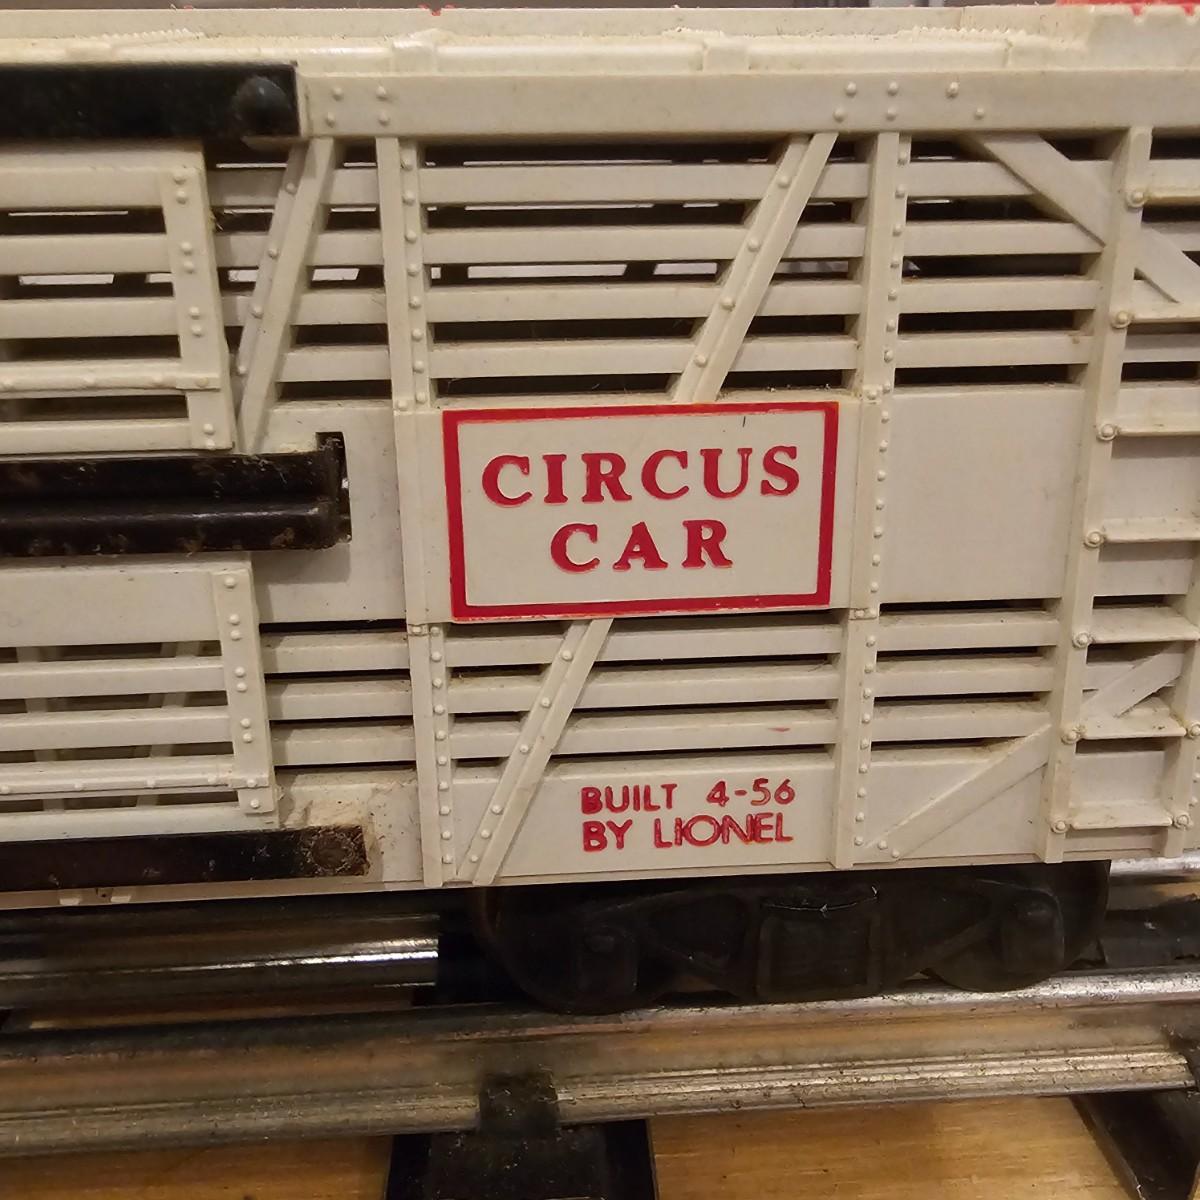 CIRCUS
CAR
BUILT 4-56
BY LIONEL